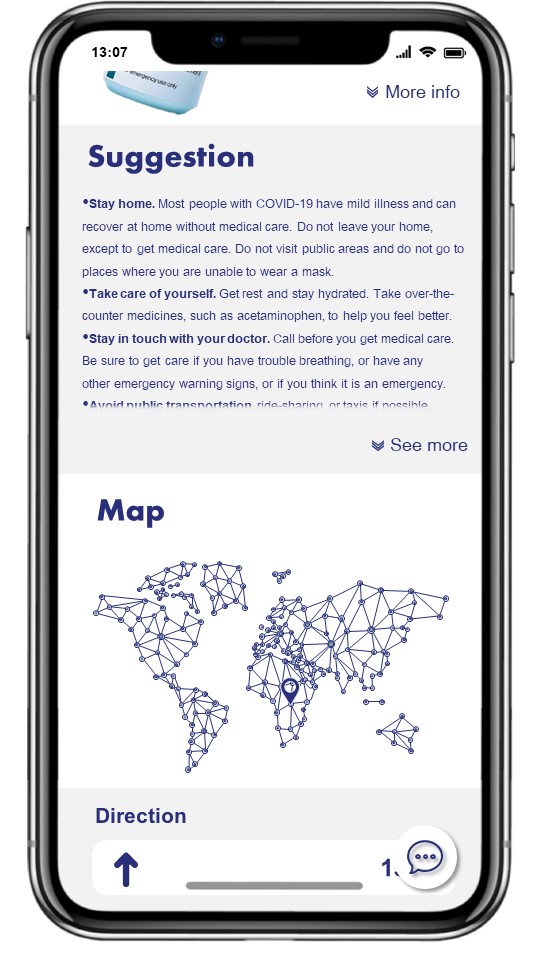 13:07
emergency use only
More info
Suggestion
•Stay home. Most people with COVID-19 have mild illness and can
recover at home without medical care. Do not leave your home,
except to get medical care. Do not visit public areas and do not go to
places where you are unable to wear a mask.
•Take care of yourself. Get rest and stay hydrated. Take over-the-
counter medicines, such as acetaminophen, to help you feel better.
•Stay in touch with your doctor. Call before you get medical care.
Be sure to get care if you have trouble breathing, or have any
other emergency warning signs, or if you think it is an emergency.
•Avoid public transportation, ride-sharing, or taxis if possible
See more
Map
Direction